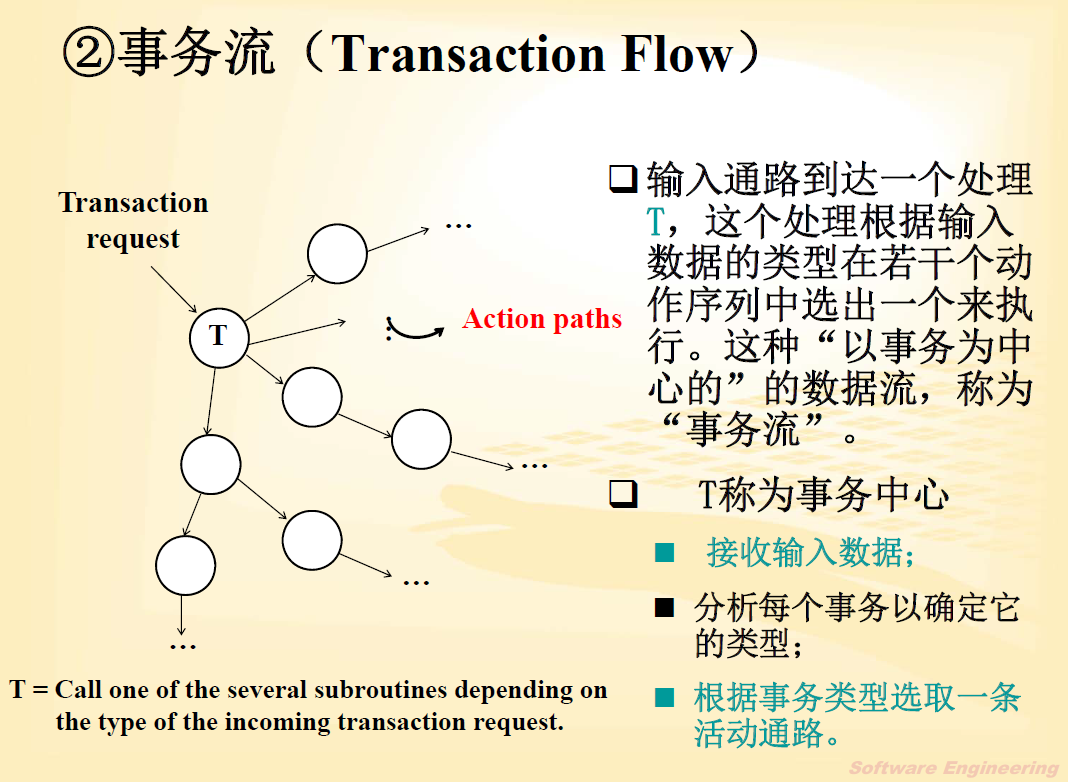 ②事务流（Transaction Flow）
Transaction
request
T
…
Action paths
…
…
…
T = Call one of the several subroutines depending on
the type of the incoming transaction request.
输入通路到达一个处理
T，这个处理根据输入
数据的类型在若干个动
作序列中选出一个来执
行。这种“以事务为中
心的”的数据流，称为
“事务流”。
T称为事务中心
接收输入数据；
分析每个事务以确定它
的类型；
根据事务类型选取一条
活动通路。
Software Engineering